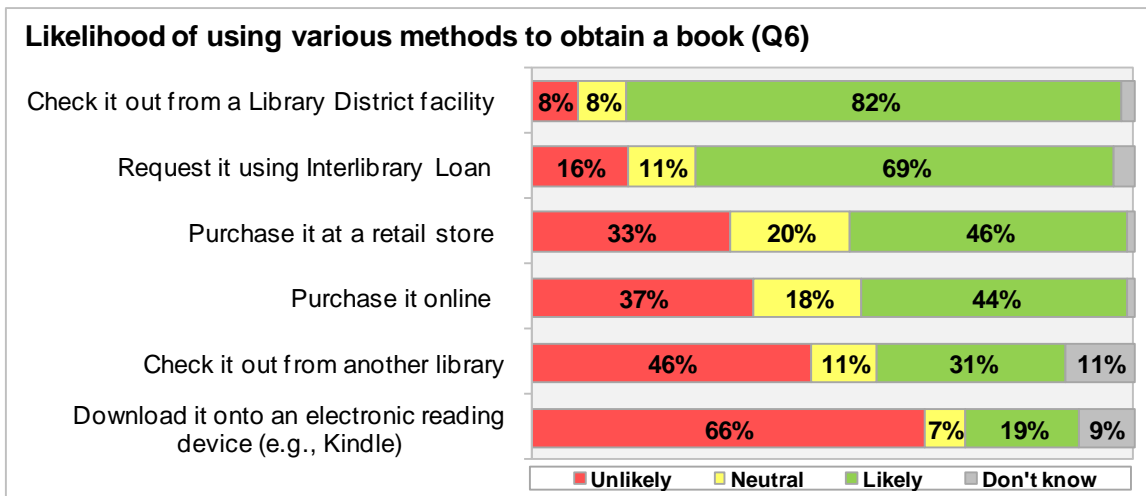 Likelihood of using various methods to obtain a book (Q6)
Check it out from a Library District facility
8% 8% 82%
Request it using Interlibrary Loan
16% 11% 69%
Purchase it at a retail store
33% 20% 46%
Purchase it online
37% 18% 44%
Check it out from another library
46% 11% 31% 11%
Download it onto an electronic reading
device (e.g., Kindle)
66% 7% 19% 9%
Unlikely Neutral Likely Don't know